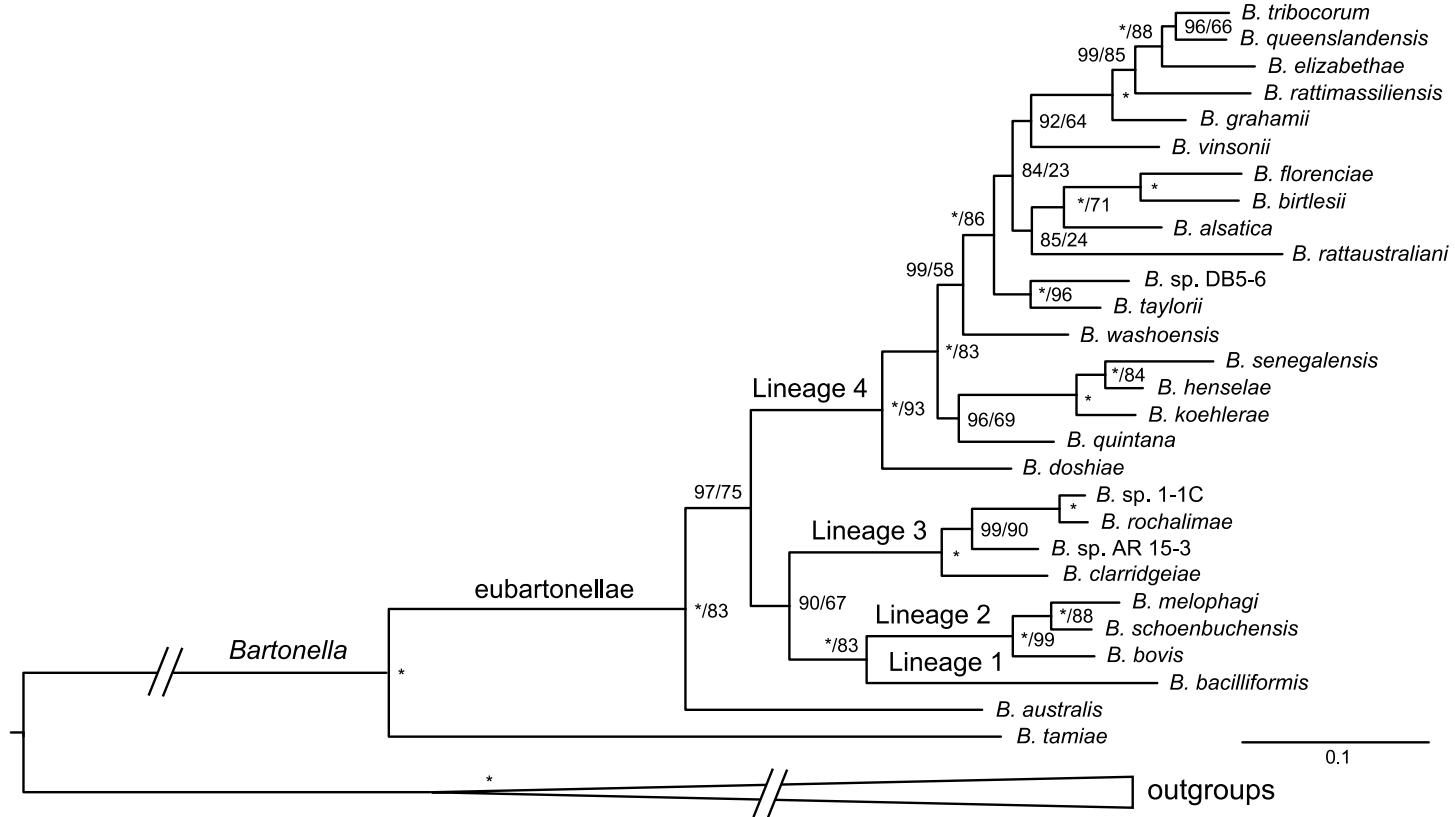 B. tribocorum
96/66
*/88
B. queenslandensis
99/85
B. elizabethae
*
B. rattimassiliensis
B. grahamii
92/64
B. vinsonii
84/23
B. florenciae
*
B. birtlesii
*/71
B. alsatica
*/86
85/24
B. rattaustraliani
99/58
B. sp. DB5-6
*/96
B. taylorii
B. washoensis
*/83
B. senegalensis
*/84
B. henselae
Lineage 4
*
*/93
B. koehlerae
96/69
B. quintana
B. doshiae
97/75
B. sp. 1-1C
*
B. rochalimae
Lineage 3
99/90
B. sp. AR 15-3
*
B. clarridgeiae
eubartonellae
*/83
90/67
B. melophagi
*/88
Lineage 2
B. schoenbuchensis
*/83
*/99
Bartonella
Lineage 1
B. bovis
*
B. bacilliformis
B. australis
B. tamiae
0.1
*
outgroups